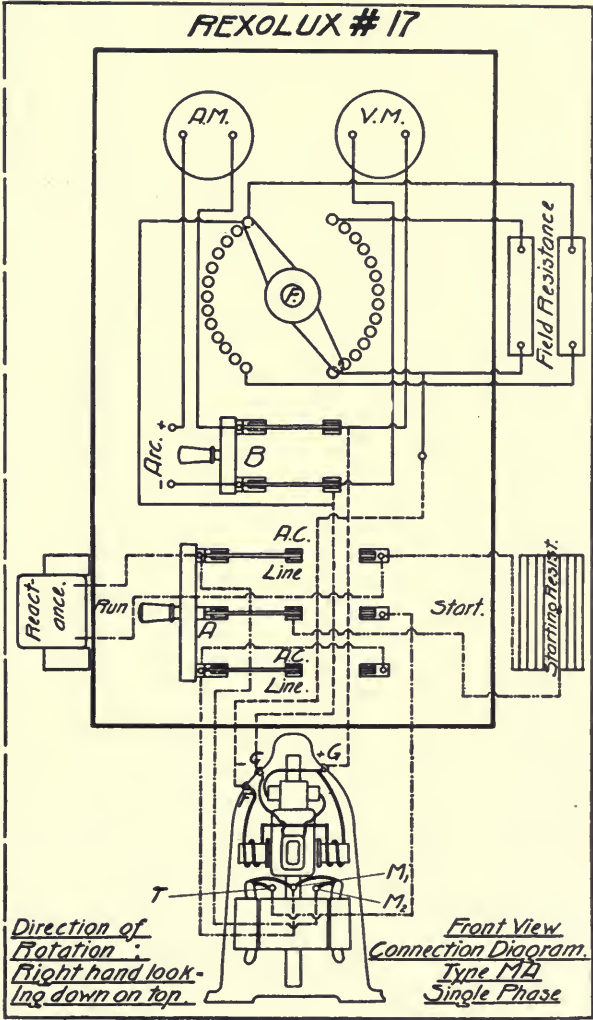 REXOLUX # 17
A.M.
V.M.
F.
Field Resistance
Arc. + -
B
A.C.
Line
React-
ance.
Run
A
Start.
Starting Resist.
A.C.
Line.
- G
+ G
F
T
M1
M2
Direction of
Rotation :
Right hand look-
ing down on top.
Front View
Connection Diagram.
Type MA
Single Phase